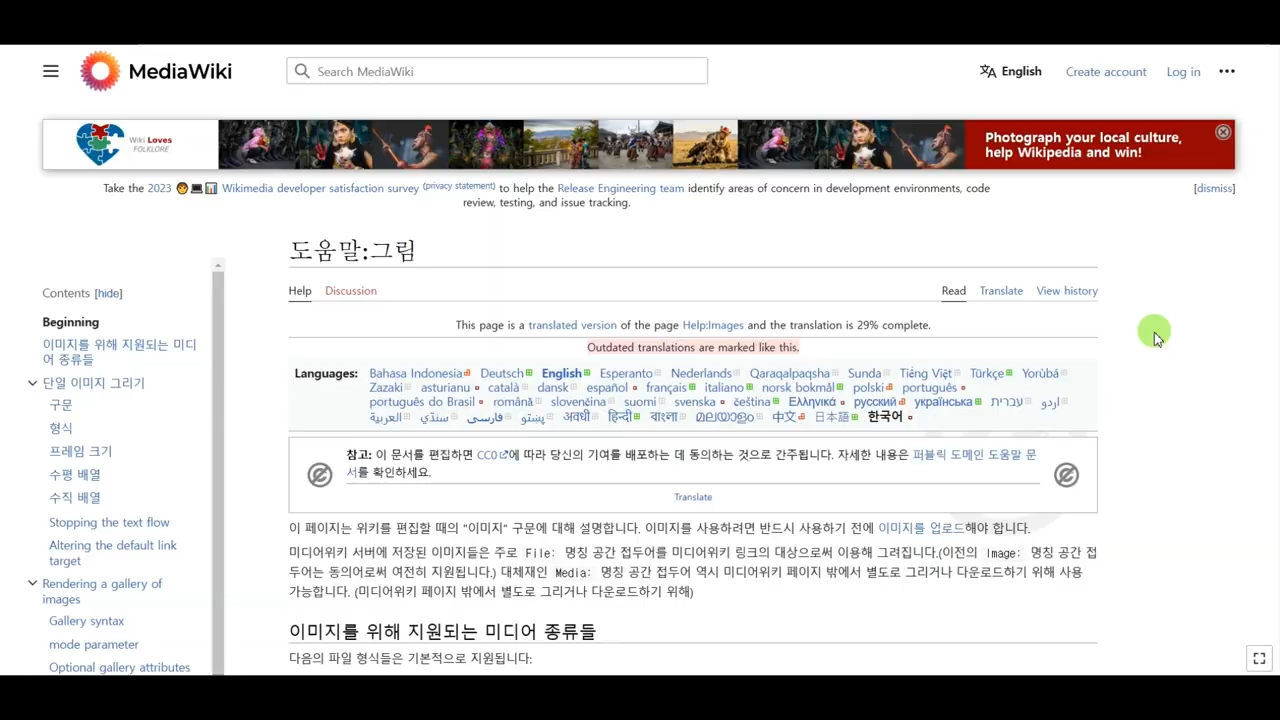 MediaWiki
Search MediaWiki
English
Create account
Log in
•••
Wiki Loves
FOLKLORE
Photograph your local culture,
help Wikipedia and win!
Take the 2023 🧑💻📊 Wikimedia developer satisfaction survey (privacy statement) to help the Release Engineering team identify areas of concern in development environments, code
review, testing, and issue tracking.
[dismiss]
도움말:그림
Help Discussion
Read Translate View history
Contents [hide]
Beginning
이미지를 위해 지원되는 미디
어 종류들
단일 이미지 그리기
구문
형식
프레임 크기
수평 배열
수직 배열
Stopping the text flow
Altering the default link
target
Rendering a gallery of
images
Gallery syntax
mode parameter
Optional gallery attributes
This page is a translated version of the page Help:Images and the translation is 29% complete.
Outdated translations are marked like this.
Languages:
Bahasa Indonesia Deutsch English Esperanto Nederlands Qaraqalpaqsha Sunda Tiếng Việt Türkçe Yorùbá
Zazaki asturianu català dansk español français italiano norsk bokmål polski português
português do Brasil română slovenčina suomi svenska čeština Ελληνικά русский українська עברית اردو
العربية سنڌي فارسی پښتو अवधी हिन्दी বাংলা മലയാളം 中文 日本語 한국어
참고: 이 문서를 편집하면 CC0에 따라 당신의 기여를 배포하는 데 동의하는 것으로 간주됩니다. 자세한 내용은 퍼블릭 도메인 도움말 문
서를 확인하세요.
Translate
이 페이지는 위키를 편집할 때의 "이미지" 구문에 대해 설명합니다. 이미지를 사용하려면 반드시 사용하기 전에 이미지를 업로드해야 합니다.
미디어위키 서버에 저장된 이미지들은 주로 File: 명칭 공간 접두어를 미디어위키 링크의 대상으로써 이용해 그려집니다.(이전의 Image: 명칭 공간 접
두어는 동의어로써 여전히 지원됩니다.) 대체재인 Media: 명칭 공간 접두어 역시 미디어위키 페이지 밖에서 별도로 그리거나 다운로드하기 위해 사용
가능합니다. (미디어위키 페이지 밖에서 별도로 그리거나 다운로드하기 위해)
이미지를 위해 지원되는 미디어 종류들
다음의 파일 형식들은 기본적으로 지원됩니다: